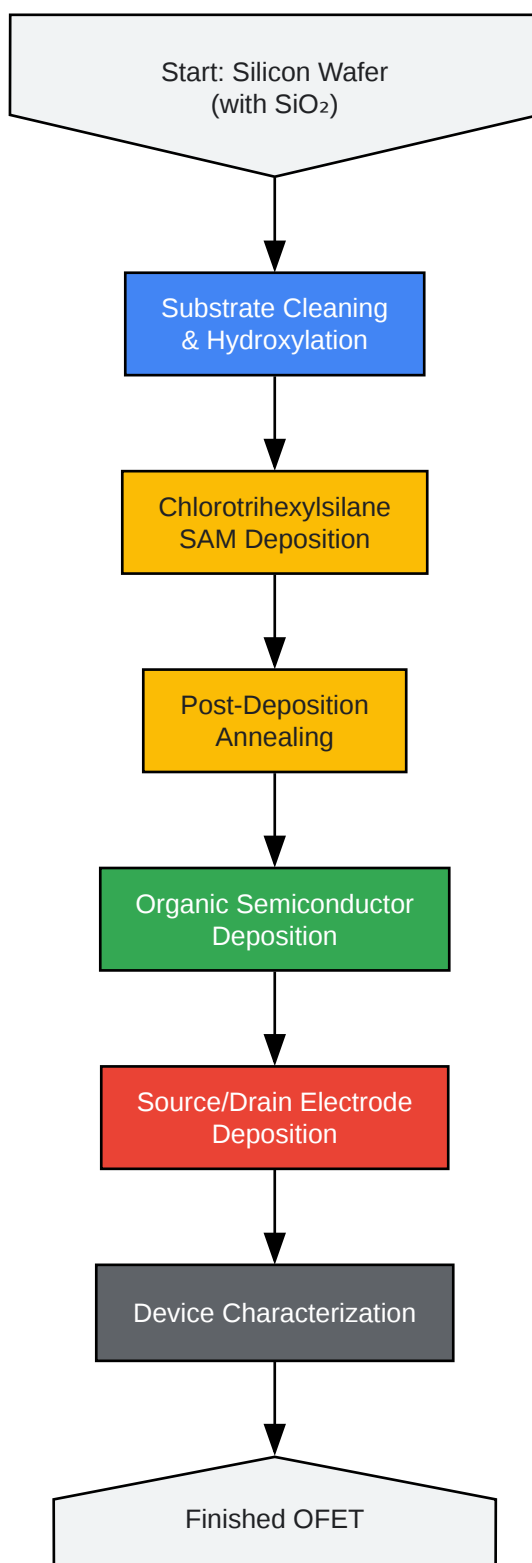 Start: Silicon Wafer
(with SiO₂)
Substrate Cleaning
& Hydroxylation
Chlorotrihexylsilane
SAM Deposition
Post-Deposition
Annealing
Organic Semiconductor
Deposition
Source/Drain Electrode
Deposition
Device Characterization
Finished OFET